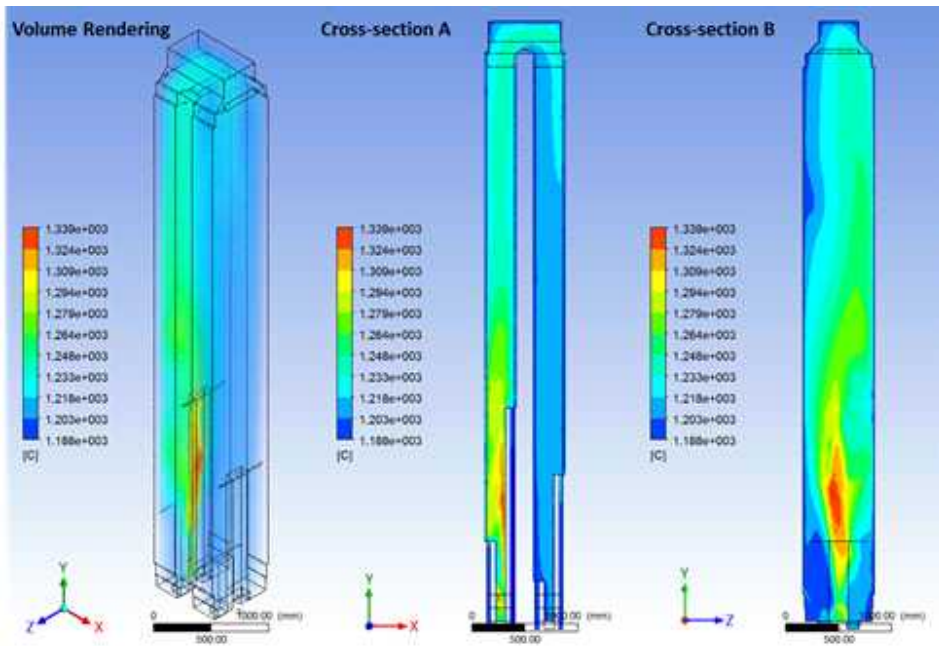 Volume Rendering
Cross-section A
Cross-section B
1.339e+003
1.324e+003
1.309e+003
1.294e+003
1.279e+003
1.264e+003
1.248e+003
1.233e+003
1.218e+003
1.203e+003
1.188e+003
[C]
1.339e+003
1.324e+003
1.309e+003
1.294e+003
1.279e+003
1.264e+003
1.248e+003
1.233e+003
1.218e+003
1.203e+003
1.188e+003
[C]
1.339e+003
1.324e+003
1.309e+003
1.294e+003
1.279e+003
1.264e+003
1.248e+003
1.233e+003
1.218e+003
1.203e+003
1.188e+003
[C]
Y
Z
X
0
1000.00 (mm)
500.00
Y
X
0
1000.00 (mm)
500.00
Y
Z
0
1000.00 (mm)
500.00